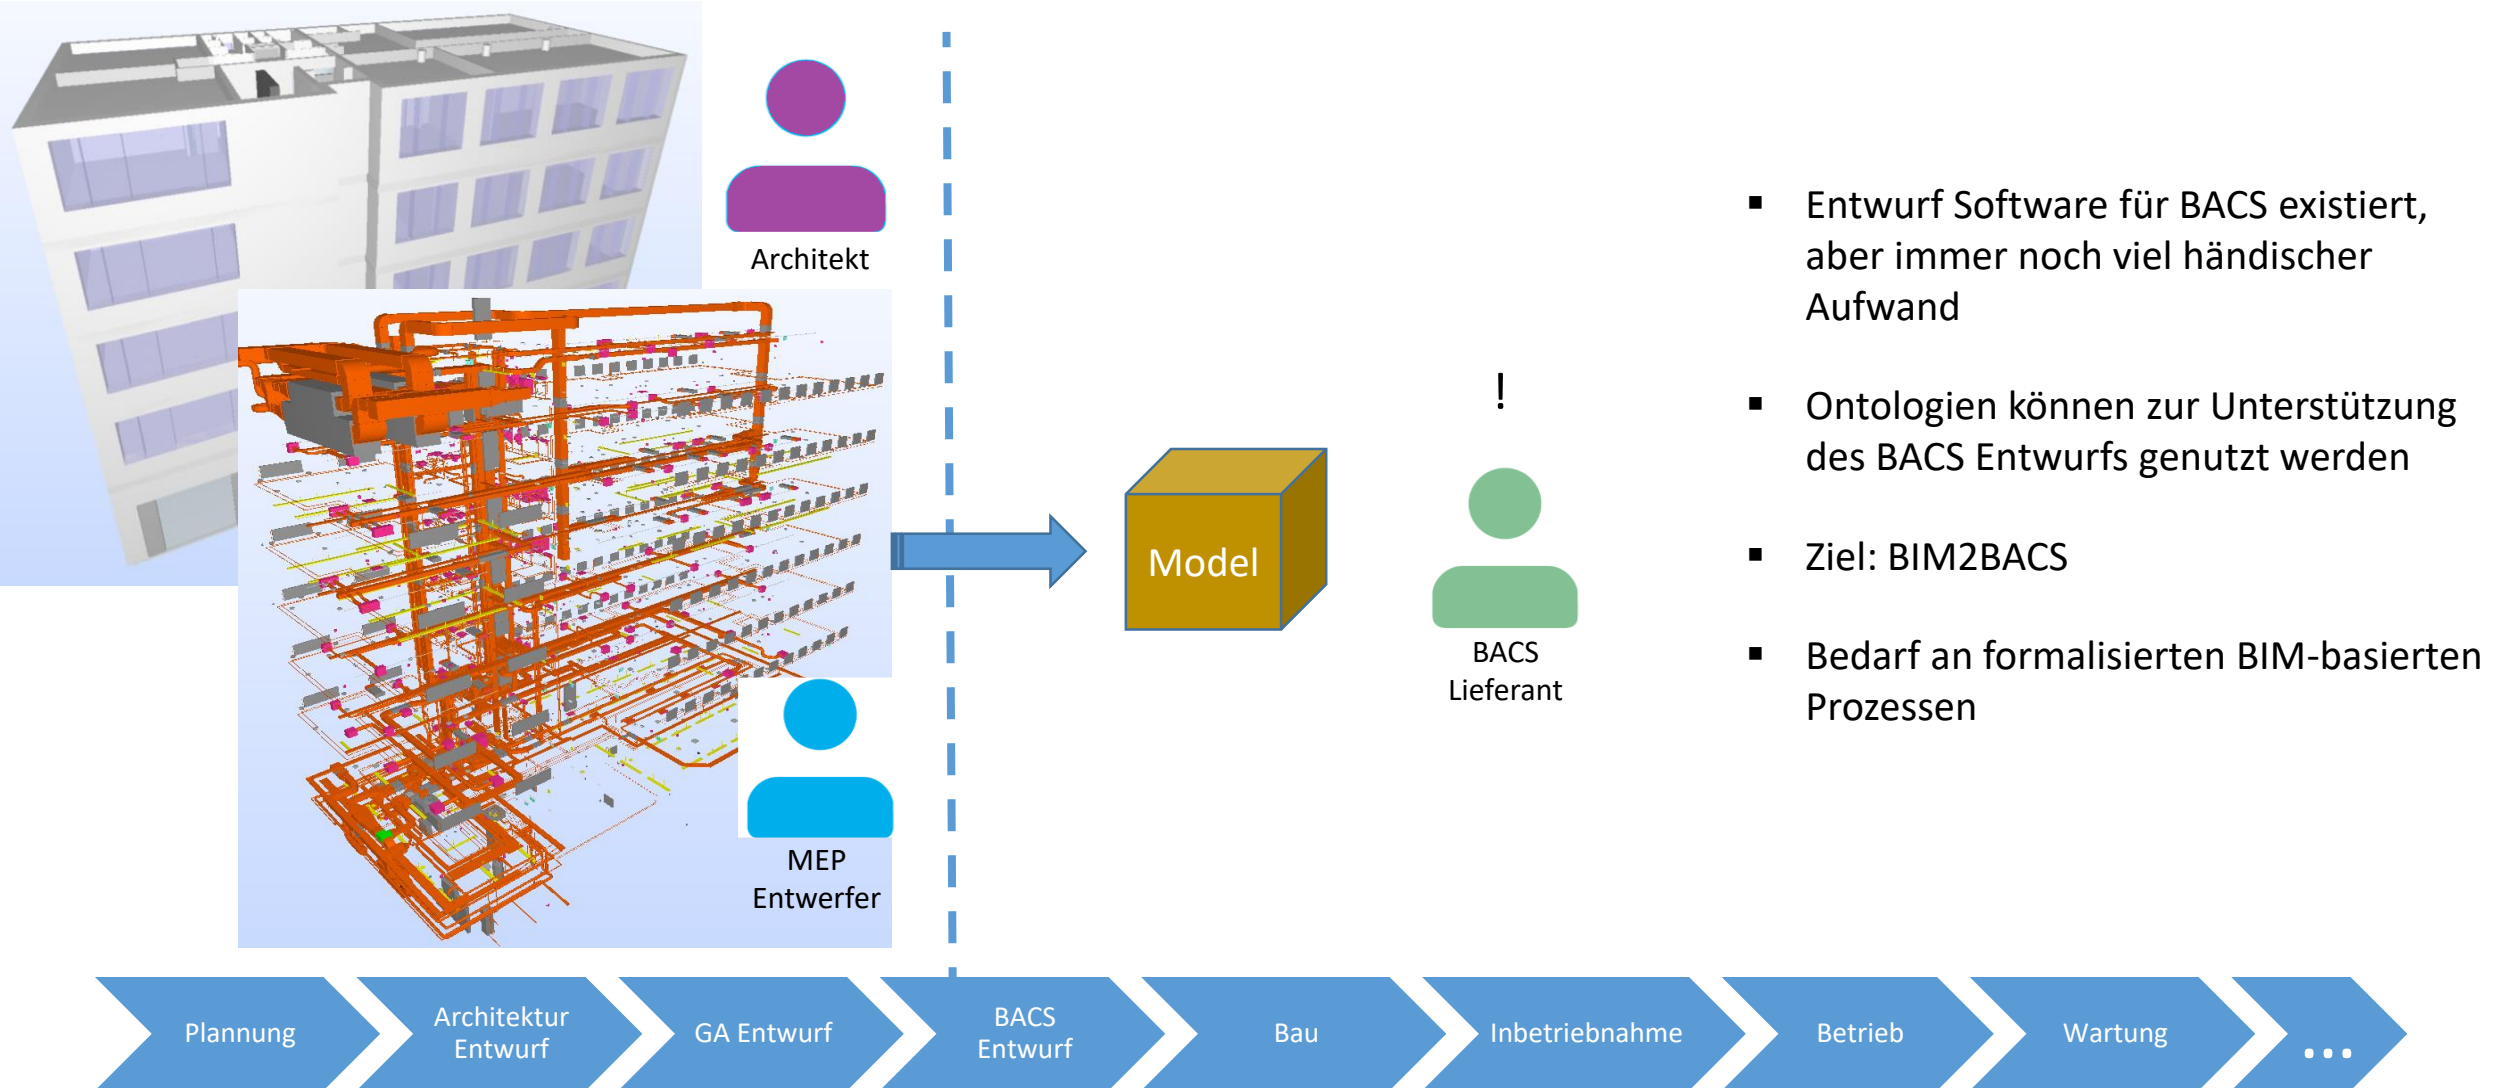 Architekt
MEP
Entwerfer
Model
!
BACS
Lieferant
▪ Entwurf Software für BACS existiert,
aber immer noch viel händischer
Aufwand
▪ Ontologien können zur Unterstützung
des BACS Entwurfs genutzt werden
▪ Ziel: BIM2BACS
▪ Bedarf an formalisierten BIM-basierten
Prozessen
Plannung
Architektur
Entwurf
GA Entwurf
BACS
Entwurf
Bau
Inbetriebnahme
Betrieb
Wartung
...